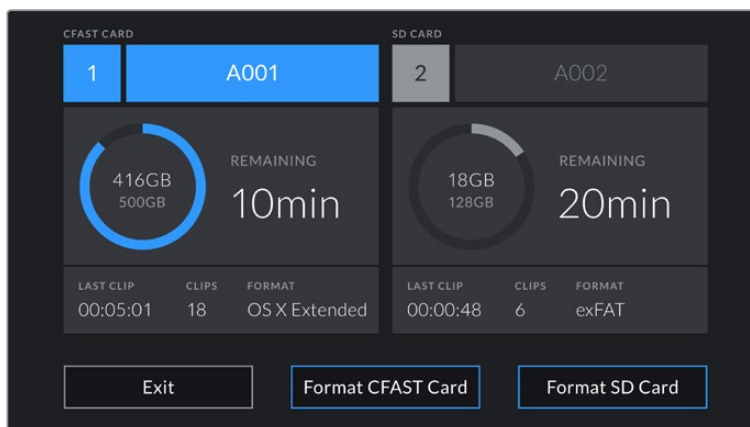 CFAST CARD
1 A001
416GB
500GB
REMAINING
10min
LAST CLIP CLIPS FORMAT
00:05:01 18 OS X Extended
SD CARD
2 A002
18GB
128GB
REMAINING
20min
LAST CLIP CLIPS FORMAT
00:00:48 6 exFAT
Exit Format CFAST Card Format SD Card